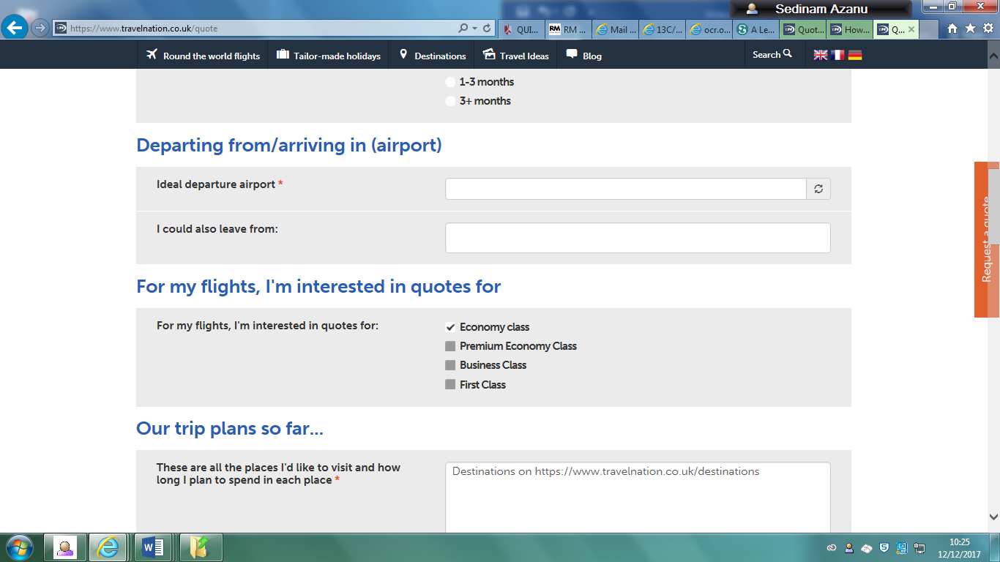 Sedinam Azanu
https://www.travelnation.co.uk/quote
QUI...
RM ...
Mail ...
13C/...
ocr.o...
A Le...
Quot...
How...
Q...
Round the world flights
Tailor-made holidays
Destinations
Travel Ideas
Blog
Search
1-3 months
3+ months
Departing from/arriving in (airport)
Ideal departure airport *
I could also leave from:
For my flights, I'm interested in quotes for
For my flights, I'm interested in quotes for:
Economy class
Premium Economy Class
Business Class
First Class
Our trip plans so far...
These are all the places I'd like to visit and how
long I plan to spend in each place *
Destinations on https://www.travelnation.co.uk/destinations
Request a quote
10:25
12/12/2017